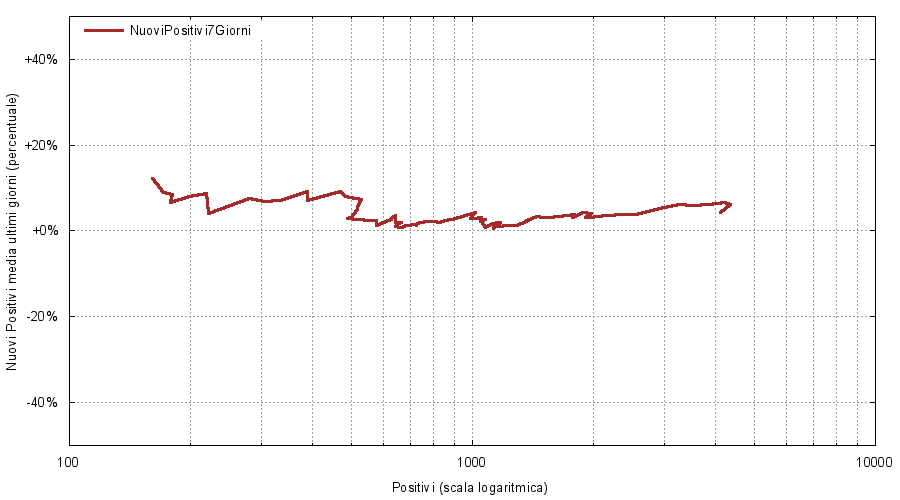 NuoviPositivi7Giorni
+40%
+20%
+0%
-20%
-40%
Nuovi Positivi media ultimi giorni (percentuale)
100
1000
10000
Positivi (scala logaritmica)